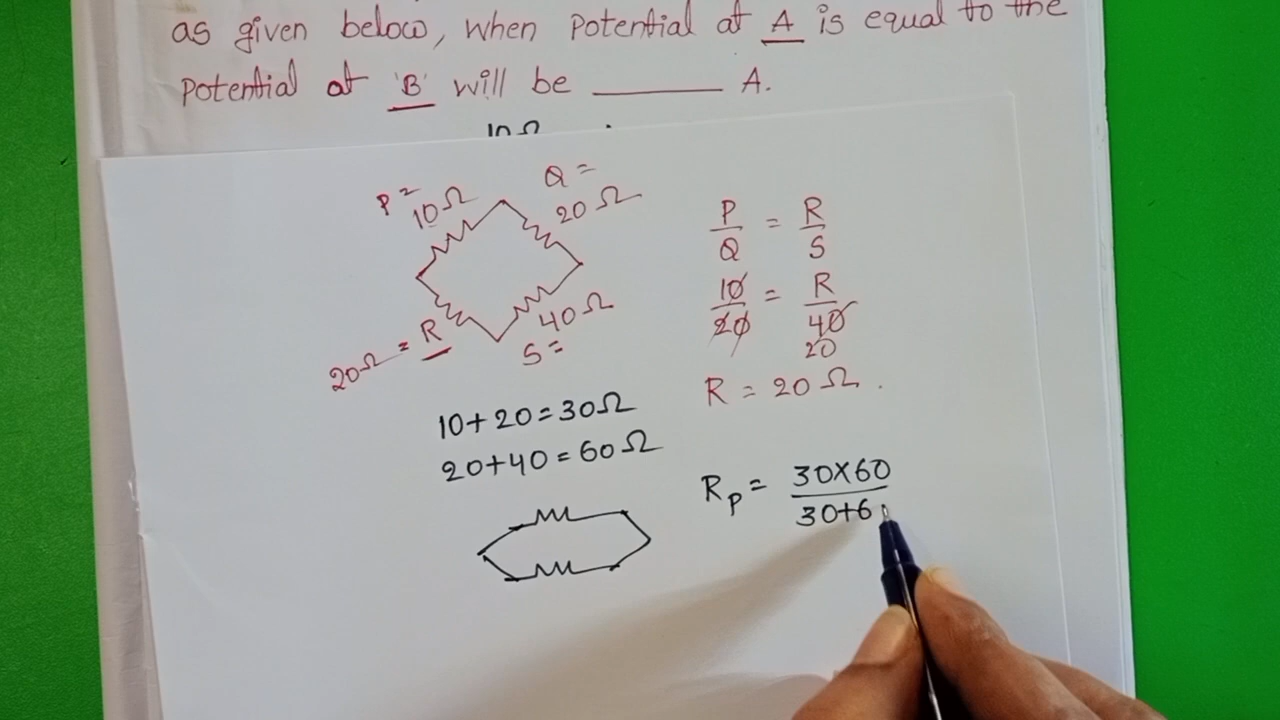 as given below, when Potential at A is equal to the
Potential at 'B' will be ______ A.
10Ω
P = 10Ω
Q = 20Ω
20Ω = R
40Ω
S =
P/Q = R/S
10/20 = R/40
20
R = 20Ω.
10+20=30Ω
20+40=60Ω
Rp = 30×60/30+6